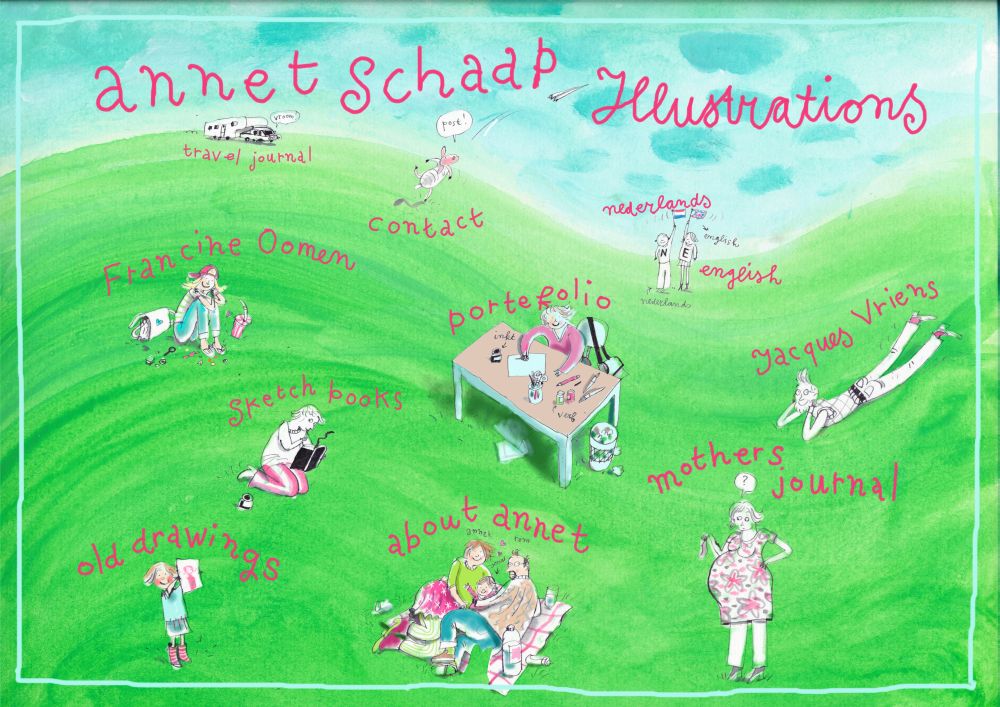 annet schaap Illustrations
vroom
travel journal
post!
contact
nederlands
english
N E
english
nederlands
Francine Oomen
portefolio
inkt
verf
Jacques Vriens
sketch books
mothers journal
?
old drawings
about annet
annet
tom